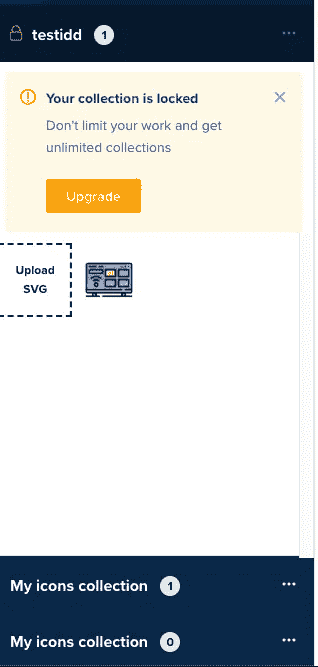 testidd 1 ...
Your collection is locked
Don't limit your work and get
unlimited collections
Upgrade
Upload
SVG
My icons collection 1 ...
My icons collection 0 ...